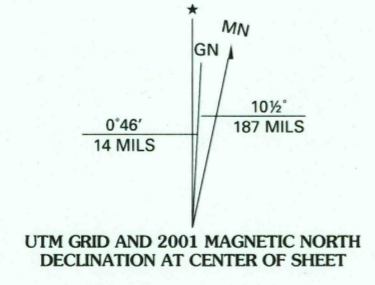 ★
MN
GN
0°46′
14 MILS
10½°
187 MILS
UTM GRID AND 2001 MAGNETIC NORTH
DECLINATION AT CENTER OF SHEET